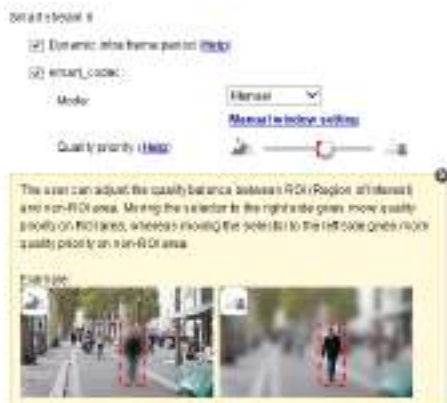 Smart stream II
Dynamic intra frame period (Help)
smart_codec:
Mode: Manual
Manual window setting
Quality priority (Help)
The user can adjust the quality balance between ROI (Region of Interest)
and non-ROI area. Moving the selector to the right side gives more quality
priority on ROI area, whereas moving the selector to the left side gives more
quality priority on non-ROI area.
Example: